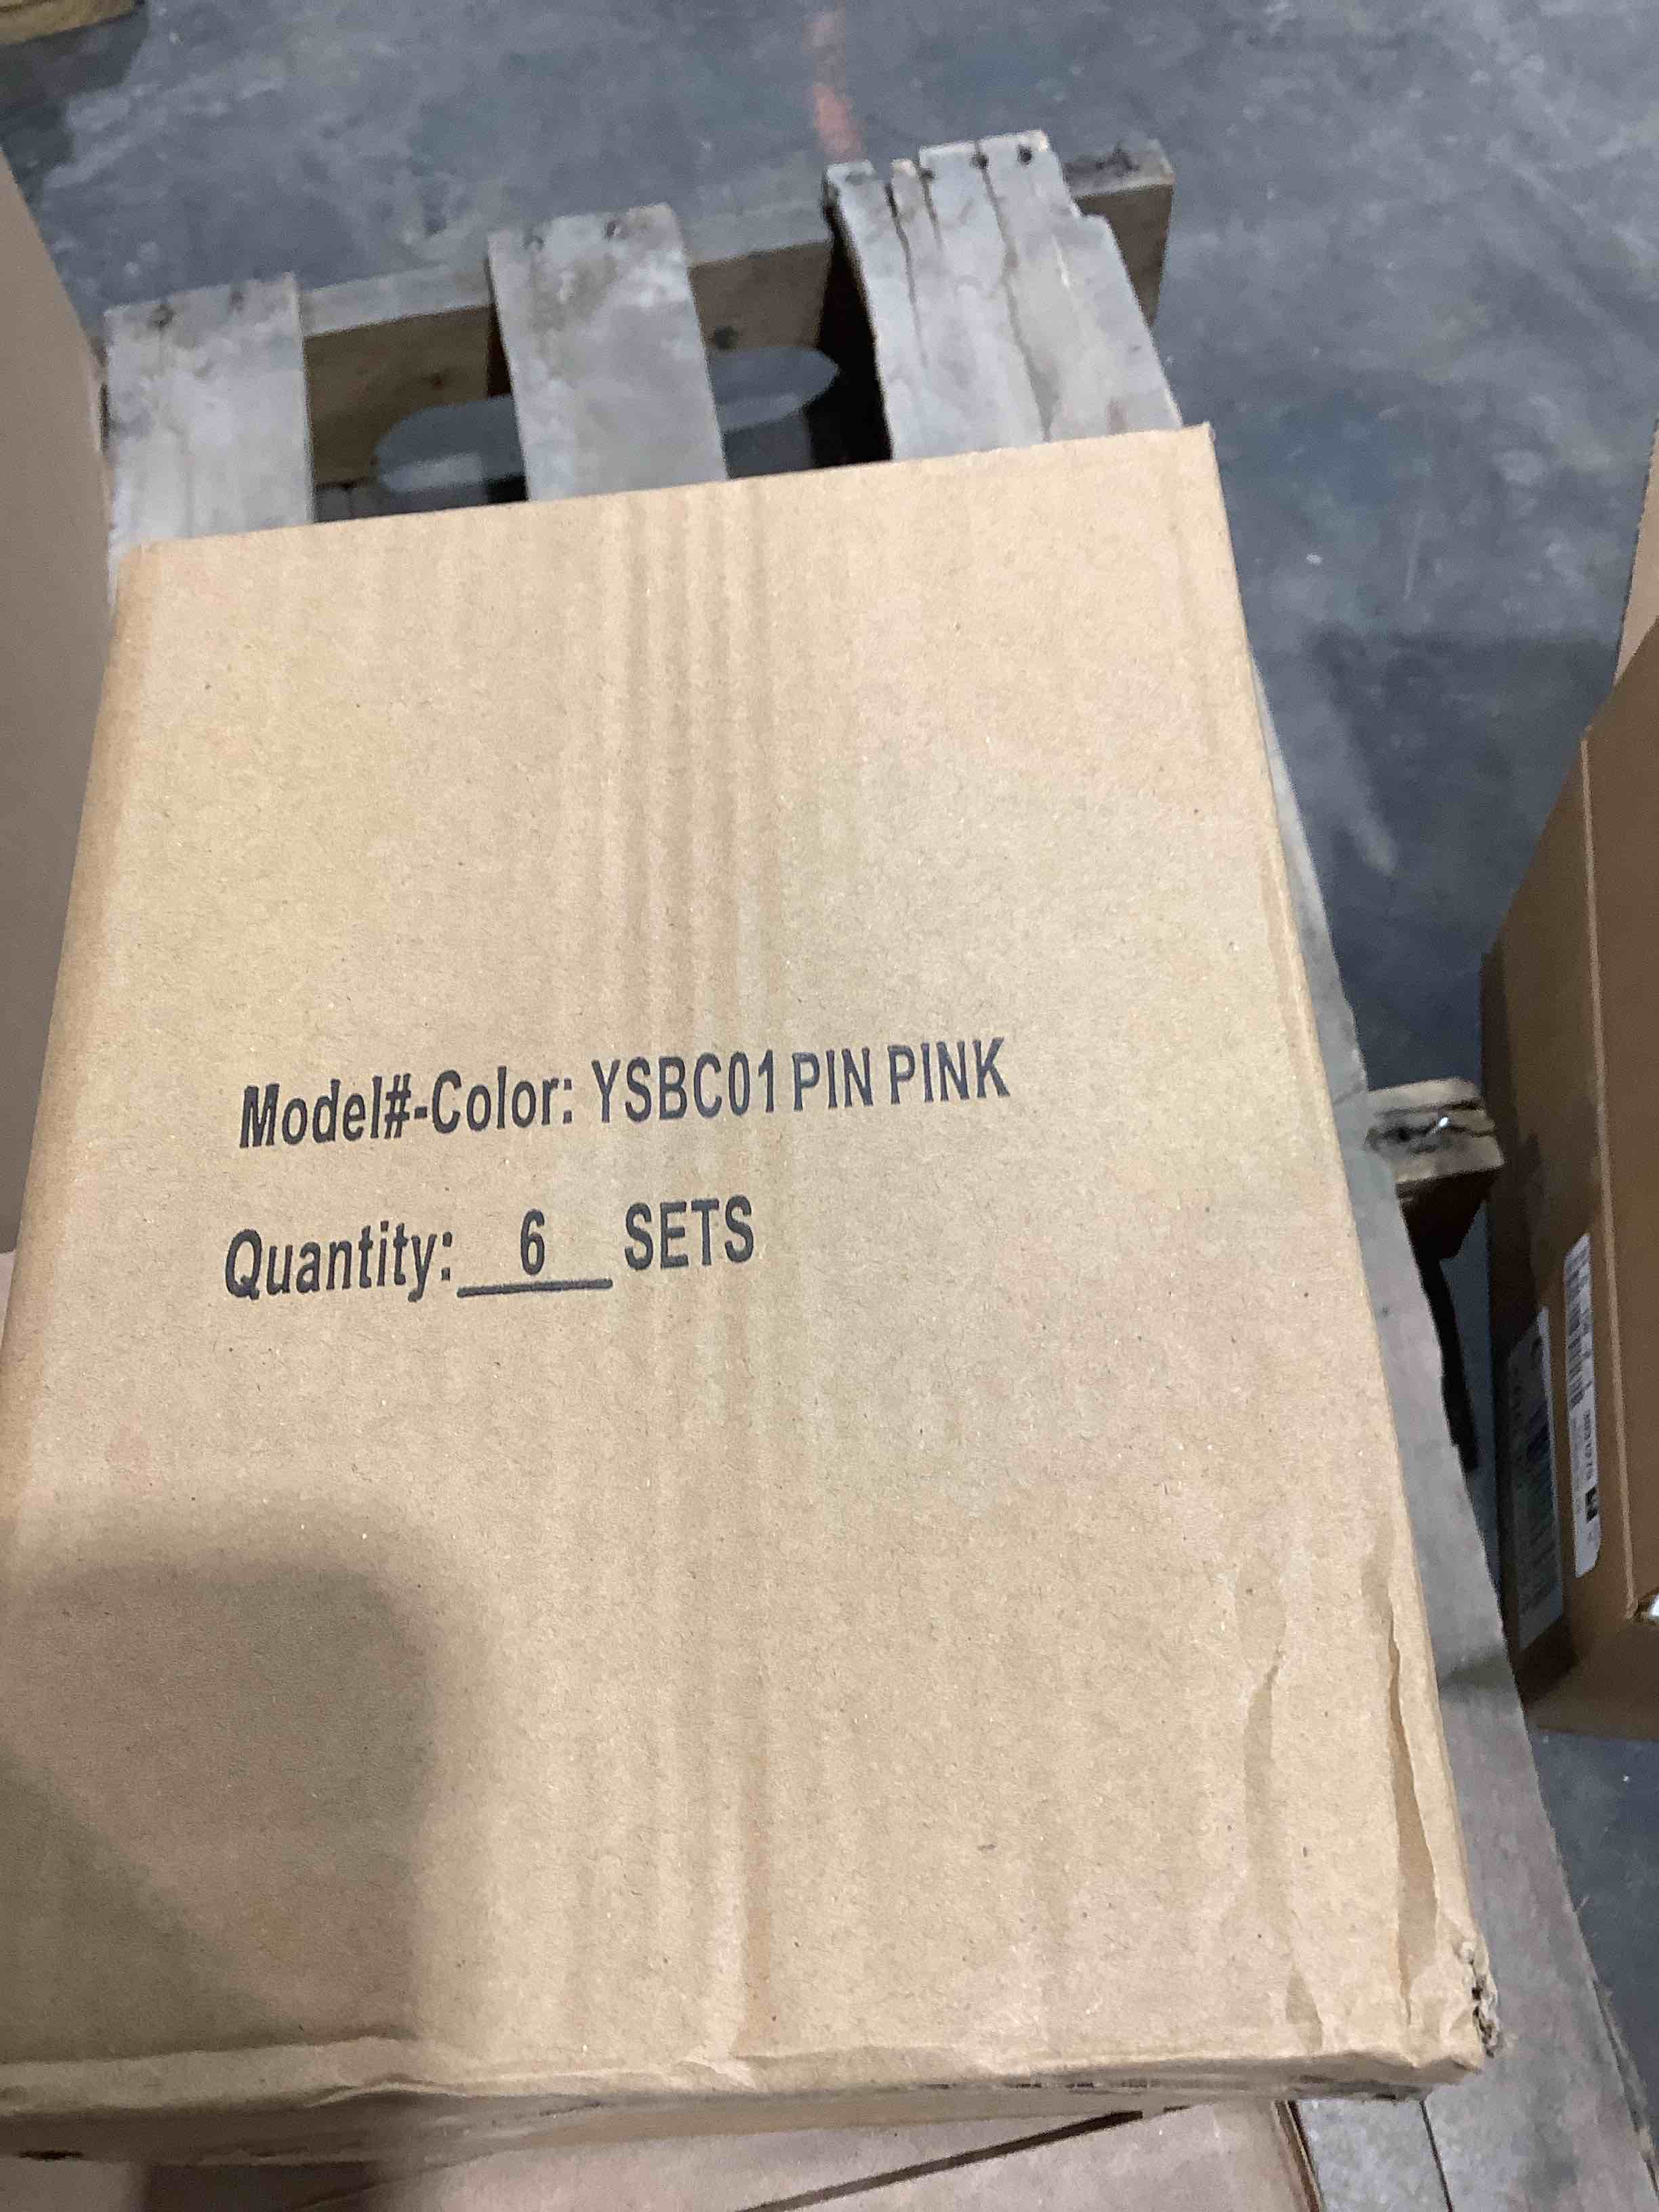 Model#-Color: YSBC01 PIN PINK
Quantity: 6 SETS